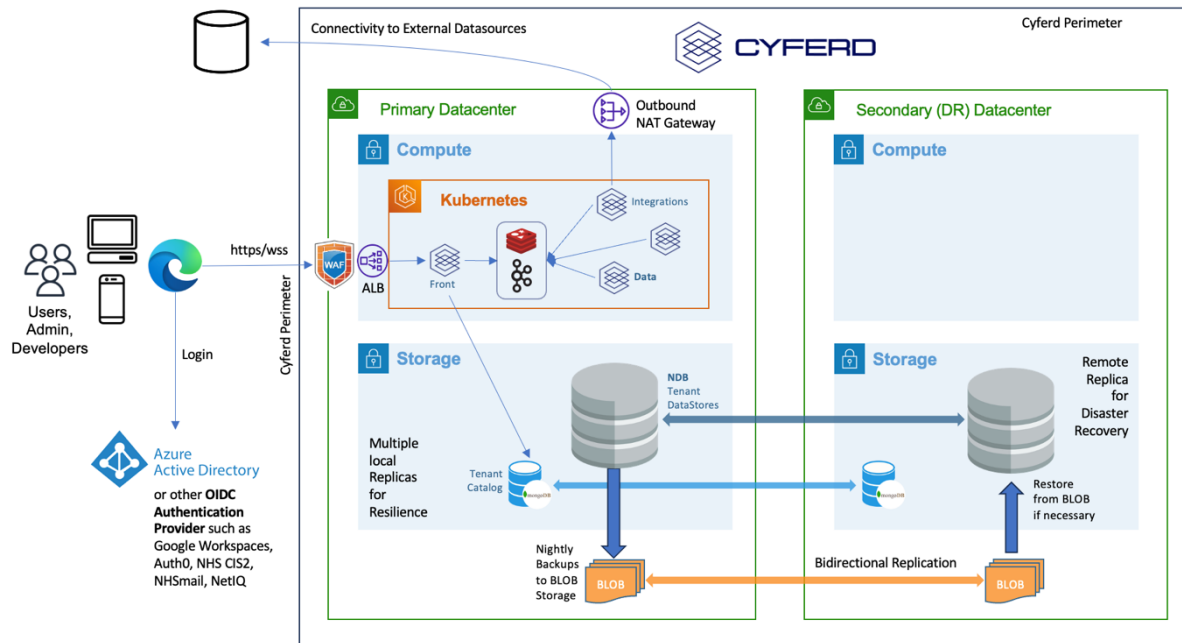 Connectivity to External Datasources
Cyferd Perimeter
CYFERD
Primary Datacenter
Outbound
NAT Gateway
Secondary (DR) Datacenter
Compute
Compute
Kubernetes
K
Integrations
https/wss
WAF
ALB
Front
Data
Users,
Admin,
Developers
Login
Cyferd Perimeter
Storage
Storage
NDB
Tenant
DataStores
Remote
Replica
for
Disaster
Recovery
Multiple
local
Replicas
for
Resilience
Tenant
Catalog
mongoDB
mongoDB
Azure
Active Directory
or other OIDC
Authentication
Provider such as
Google Workspaces,
Auth0, NHS CIS2,
NHSmail, NetIQ
Restore
from BLOB
if necessary
Nightly
Backups
to BLOB
Storage
BLOB
Bidirectional Replication
BLOB